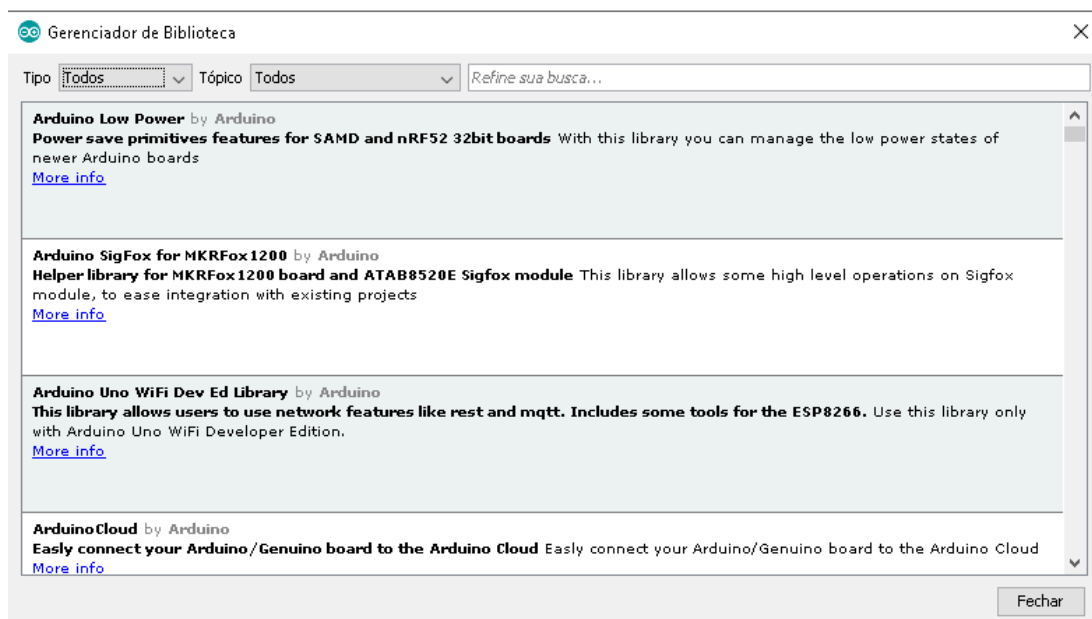 Gerenciador de Biblioteca
Tipo Todos Tópico Todos Refine sua busca...
Arduino Low Power by Arduino
Power save primitives features for SAMD and nRF52 32bit boards With this library you can manage the low power states of
newer Arduino boards
More info
Arduino SigFox for MKRFox1200 by Arduino
Helper library for MKRFox1200 board and ATAB8520E Sigfox module This library allows some high level operations on Sigfox
module, to ease integration with existing projects
More info
Arduino Uno WiFi Dev Ed Library by Arduino
This library allows users to use network features like rest and mqtt. Includes some tools for the ESP8266. Use this library only
with Arduino Uno WiFi Developer Edition.
More info
ArduinoCloud by Arduino
Easly connect your Arduino/Genuino board to the Arduino Cloud Easly connect your Arduino/Genuino board to the Arduino Cloud
More info
Fechar